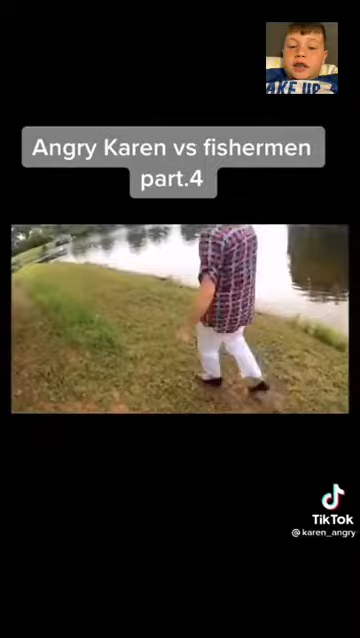 AKE UP
Angry Karen vs fishermen
part.4
TikTok
@karen_angry